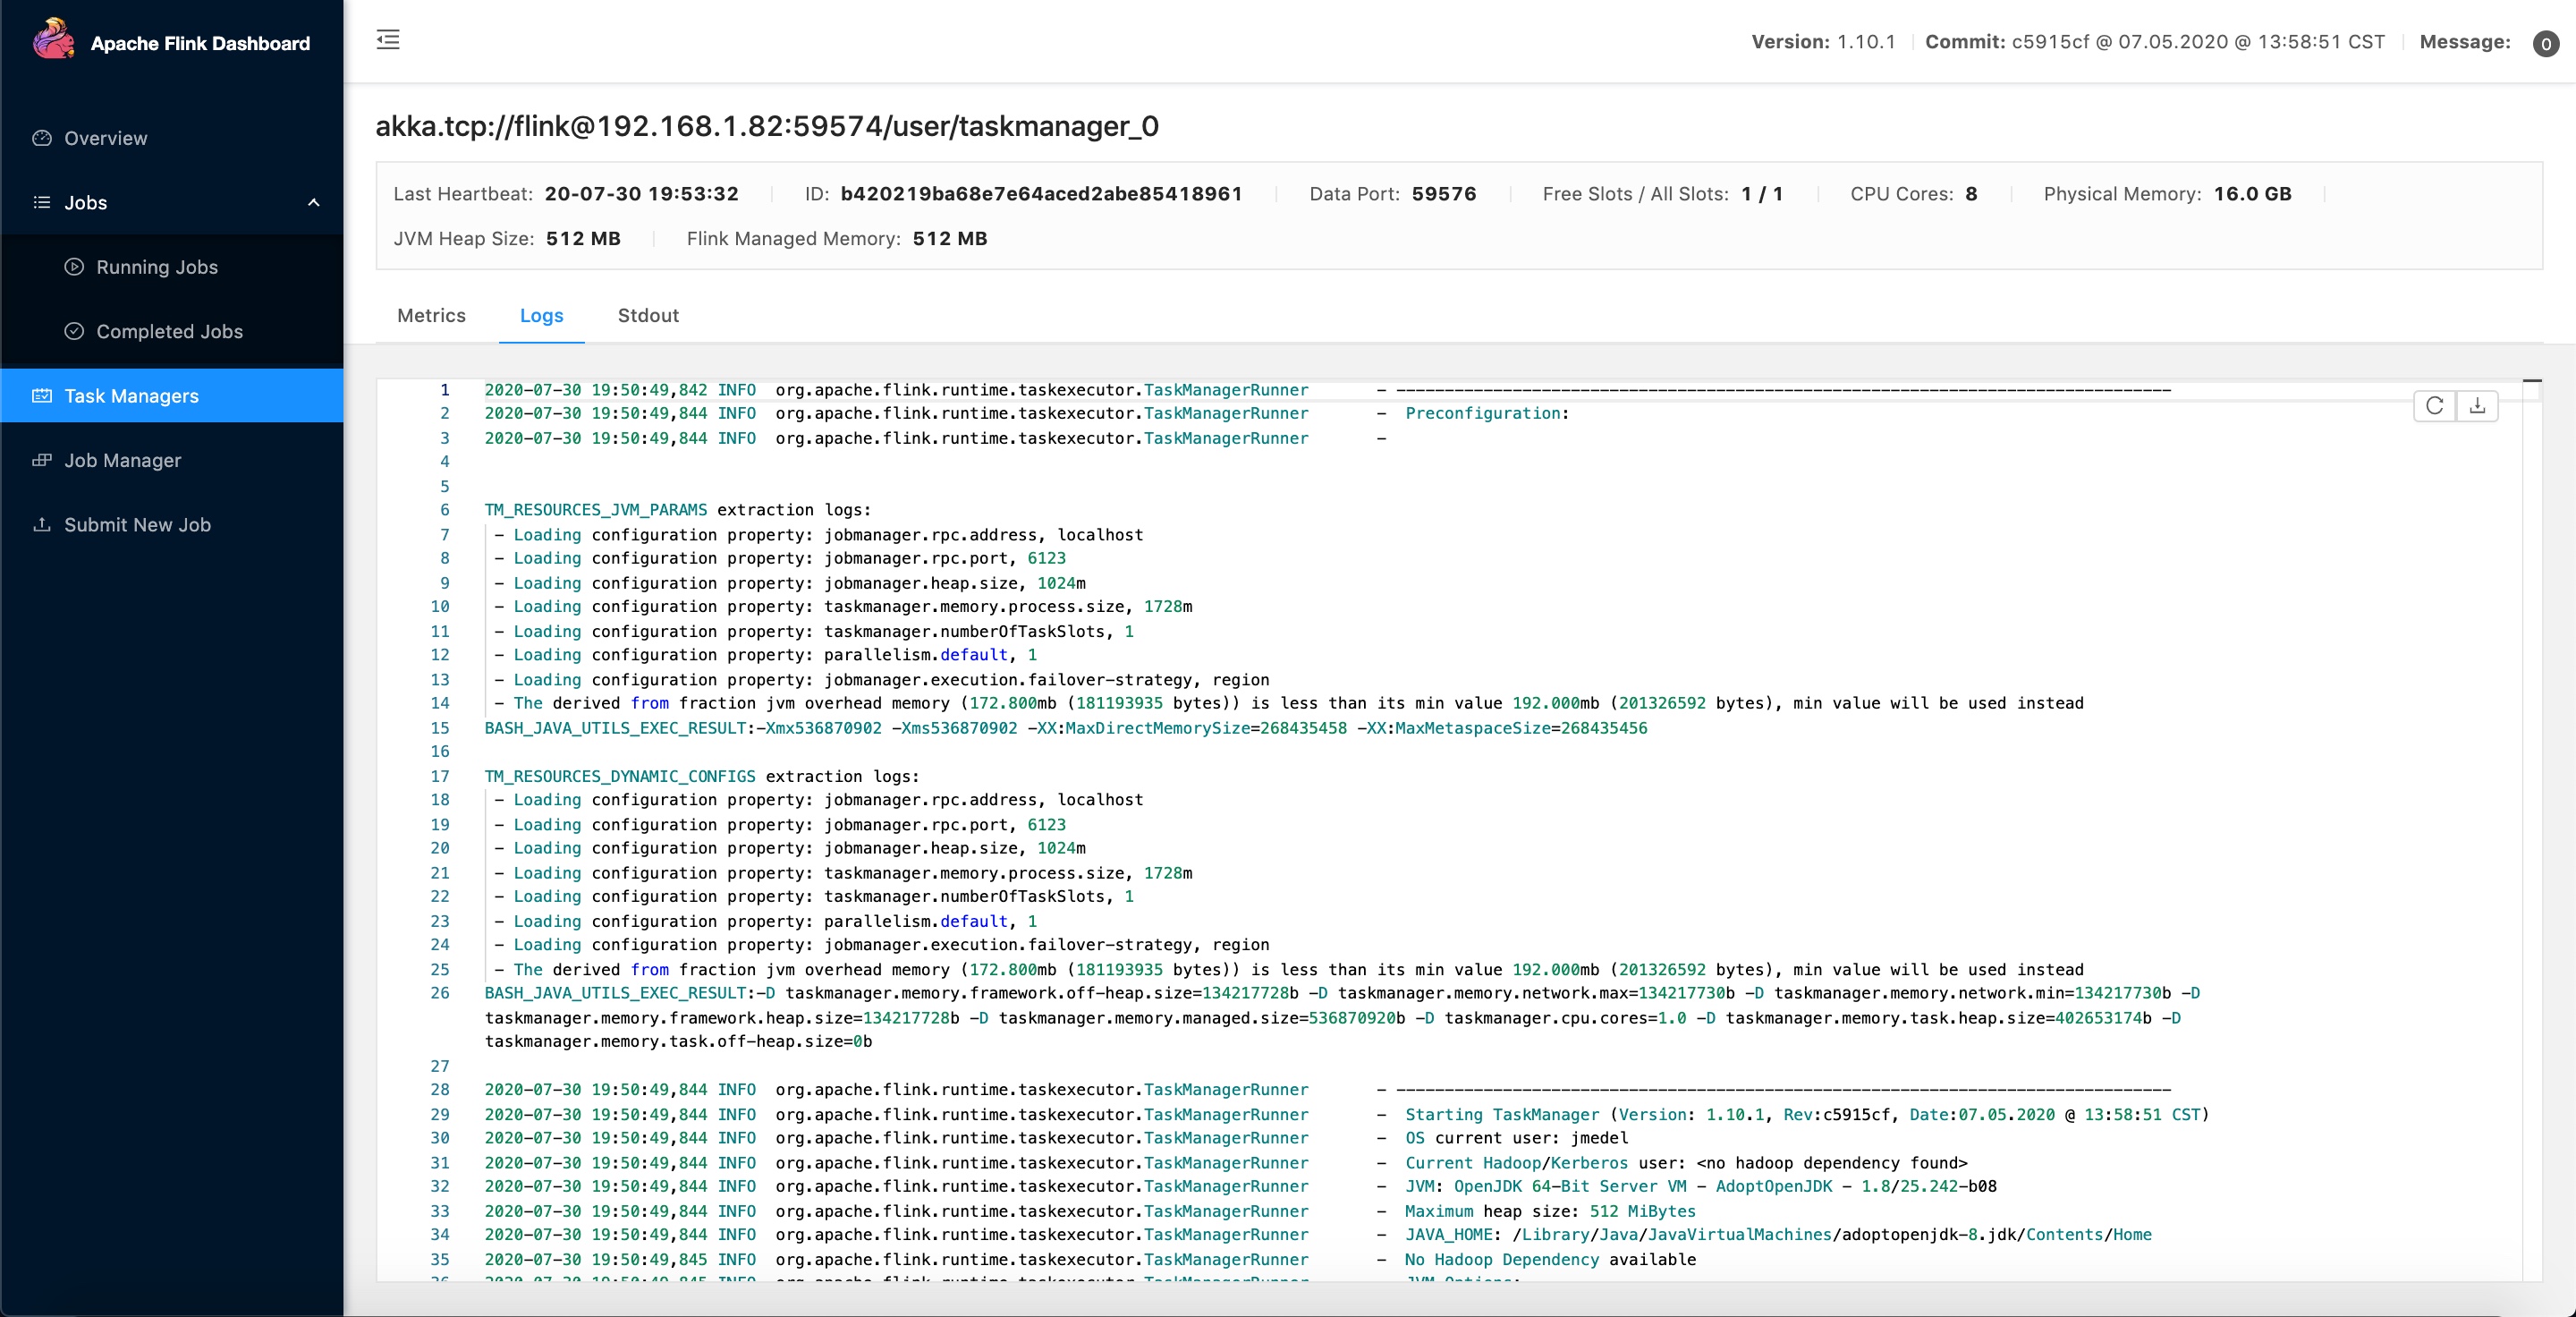 Apache Flink Dashboard
Version: 1.10.1 Commit: c5915cf @ 07.05.2020 @ 13:58:51 CST Message: 0
Overview
Jobs
Running Jobs
Completed Jobs
Task Managers
Job Manager
Submit New Job
akka.tcp://flink@192.168.1.82:59574/user/taskmanager_0
Last Heartbeat: 20-07-30 19:53:32 ID: b420219ba68e7e64aced2abe85418961 Data Port: 59576 Free Slots / All Slots: 1 / 1 CPU Cores: 8 Physical Memory: 16.0 GB
JVM Heap Size: 512 MB Flink Managed Memory: 512 MB
Metrics Logs Stdout
1 2020-07-30 19:50:49,842 INFO org.apache.flink.runtime.taskexecutor.TaskManagerRunner - --------------------------------------------------------------------------------
2 2020-07-30 19:50:49,844 INFO org.apache.flink.runtime.taskexecutor.TaskManagerRunner - Preconfiguration:
3 2020-07-30 19:50:49,844 INFO org.apache.flink.runtime.taskexecutor.TaskManagerRunner -
4
5
6 TM_RESOURCES_JVM_PARAMS extraction logs:
7 - Loading configuration property: jobmanager.rpc.address, localhost
8 - Loading configuration property: jobmanager.rpc.port, 6123
9 - Loading configuration property: jobmanager.heap.size, 1024m
10 - Loading configuration property: taskmanager.memory.process.size, 1728m
11 - Loading configuration property: taskmanager.numberOfTaskSlots, 1
12 - Loading configuration property: parallelism.default, 1
13 - Loading configuration property: jobmanager.execution.failover-strategy, region
14 - The derived from fraction jvm overhead memory (172.800mb (181193935 bytes)) is less than its min value 192.000mb (201326592 bytes), min value will be used instead
15 BASH_JAVA_UTILS_EXEC_RESULT:-Xmx536870902 -Xms536870902 -XX:MaxDirectMemorySize=268435458 -XX:MaxMetaspaceSize=268435456
16
17 TM_RESOURCES_DYNAMIC_CONFIGS extraction logs:
18 - Loading configuration property: jobmanager.rpc.address, localhost
19 - Loading configuration property: jobmanager.rpc.port, 6123
20 - Loading configuration property: jobmanager.heap.size, 1024m
21 - Loading configuration property: taskmanager.memory.process.size, 1728m
22 - Loading configuration property: taskmanager.numberOfTaskSlots, 1
23 - Loading configuration property: parallelism.default, 1
24 - Loading configuration property: jobmanager.execution.failover-strategy, region
25 - The derived from fraction jvm overhead memory (172.800mb (181193935 bytes)) is less than its min value 192.000mb (201326592 bytes), min value will be used instead
26 BASH_JAVA_UTILS_EXEC_RESULT:-D taskmanager.memory.framework.off-heap.size=134217728b -D taskmanager.memory.network.max=134217730b -D taskmanager.memory.network.min=134217730b -D
taskmanager.memory.framework.heap.size=134217728b -D taskmanager.memory.managed.size=536870920b -D taskmanager.cpu.cores=1.0 -D taskmanager.memory.task.heap.size=402653174b -D
taskmanager.memory.task.off-heap.size=0b
27
28 2020-07-30 19:50:49,844 INFO org.apache.flink.runtime.taskexecutor.TaskManagerRunner - --------------------------------------------------------------------------------
29 2020-07-30 19:50:49,844 INFO org.apache.flink.runtime.taskexecutor.TaskManagerRunner - Starting TaskManager (Version: 1.10.1, Rev:c5915cf, Date:07.05.2020 @ 13:58:51 CST)
30 2020-07-30 19:50:49,844 INFO org.apache.flink.runtime.taskexecutor.TaskManagerRunner - OS current user: jmedel
31 2020-07-30 19:50:49,844 INFO org.apache.flink.runtime.taskexecutor.TaskManagerRunner - Current Hadoop/Kerberos user: <no hadoop dependency found>
32 2020-07-30 19:50:49,844 INFO org.apache.flink.runtime.taskexecutor.TaskManagerRunner - JVM: OpenJDK 64-Bit Server VM - AdoptOpenJDK - 1.8/25.242-b08
33 2020-07-30 19:50:49,844 INFO org.apache.flink.runtime.taskexecutor.TaskManagerRunner - Maximum heap size: 512 MiBytes
34 2020-07-30 19:50:49,844 INFO org.apache.flink.runtime.taskexecutor.TaskManagerRunner - JAVA_HOME: /Library/Java/JavaVirtualMachines/adoptopenjdk-8.jdk/Contents/Home
35 2020-07-30 19:50:49,845 INFO org.apache.flink.runtime.taskexecutor.TaskManagerRunner - No Hadoop Dependency available